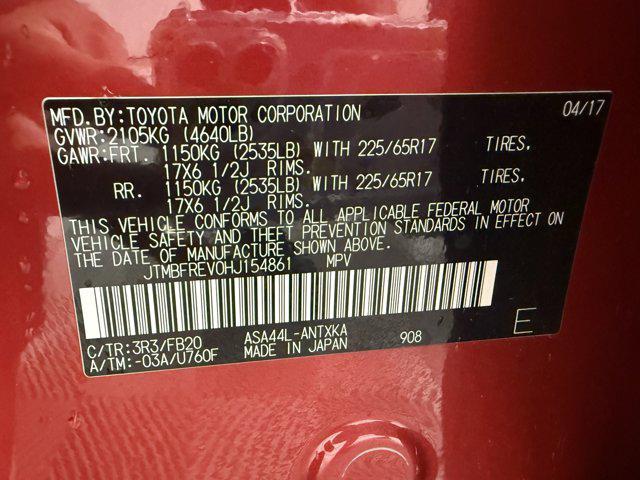 MFD.BY:TOYOTA MOTOR CORPORATION 04/17
GVWR:2105KG (4640LB)
GAWR:FRT. 1150KG (2535LB) WITH 225/65R17 TIRES,
17X6 1/2J RIMS.
RR. 1150KG (2535LB) WITH 225/65R17 TIRES,
17X6 1/2J RIMS.
THIS VEHICLE CONFORMS TO ALL APPLICABLE FEDERAL MOTOR
VEHICLE SAFETY AND THEFT PREVENTION STANDARDS IN EFFECT ON
THE DATE OF MANUFACTURE SHOWN ABOVE.
JTMBFREV0HJ154861 MPV
C/TR:3R3/FB20 ASA44L-ANTXKA 908 E
A/TM:-03A/U760F MADE IN JAPAN